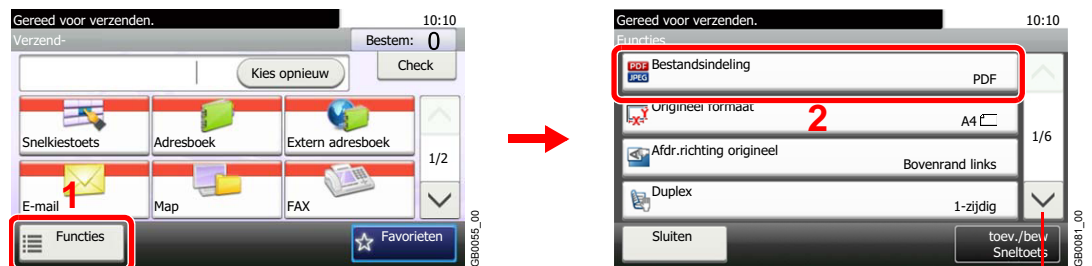 Gereed voor verzenden. 10:10
Verzend- Bestem: 0
Kies opnieuw Check
Snelkiestoets Adresboek Extern adresboek
1/2
E-mail Map FAX
1
Functies Favorieten
GB0055_00
Gereed voor verzenden. 10:10
Functies
PDF JPEG Bestandsindeling
PDF
X Y Origineel formaat
2
A4
1/6
Afdr.richting origineel
Bovenrand links
Duplex
1-zijdig
Sluiten toev./bew
Sneltoets
GB0081_00